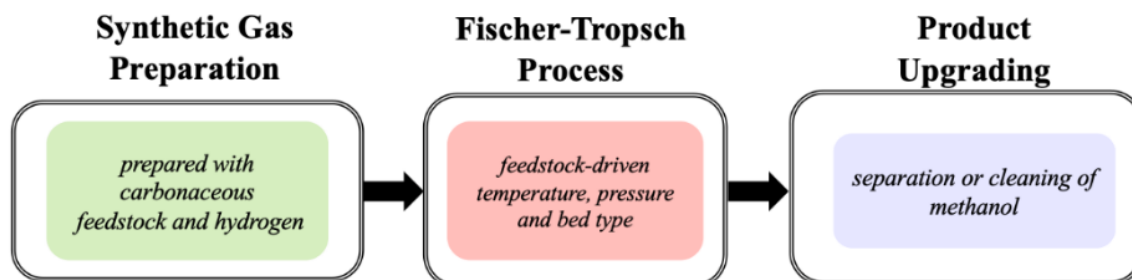 Synthetic Gas
Preparation
prepared with
carbonaceous
feedstock and hydrogen
Fischer-Tropsch
Process
feedstock-driven
temperature, pressure
and bed type
Product
Upgrading
separation or cleaning of
methanol